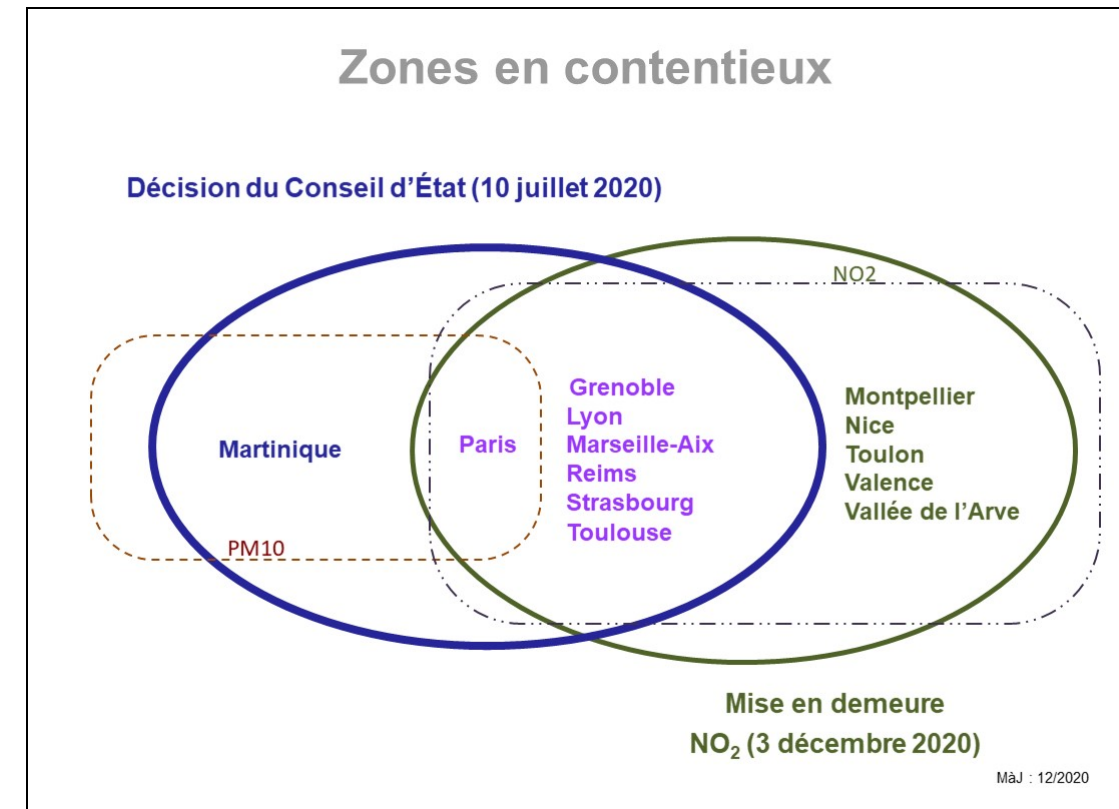 Zones en contentieux
Décision du Conseil d’État (10 juillet 2020)
NO2
Martinique
Paris
Grenoble
Lyon
Marseille-Aix
Reims
Strasbourg
Toulouse
Montpellier
Nice
Toulon
Valence
Vallée de l’Arve
PM10
Mise en demeure
NO₂ (3 décembre 2020)
MàJ : 12/2020